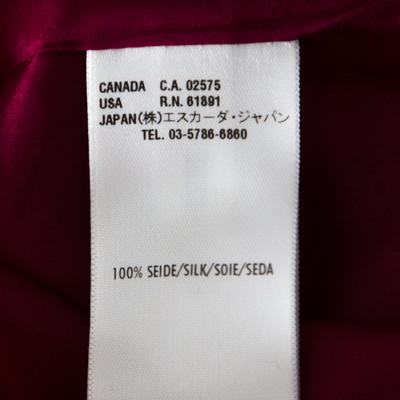 CANADA C.A. 02575
USA R.N. 61891
JAPAN(株)エスカーダ・ジャパン
TEL. 03-5786-6860
100% SEIDE/SILK/SOIE/SEDA